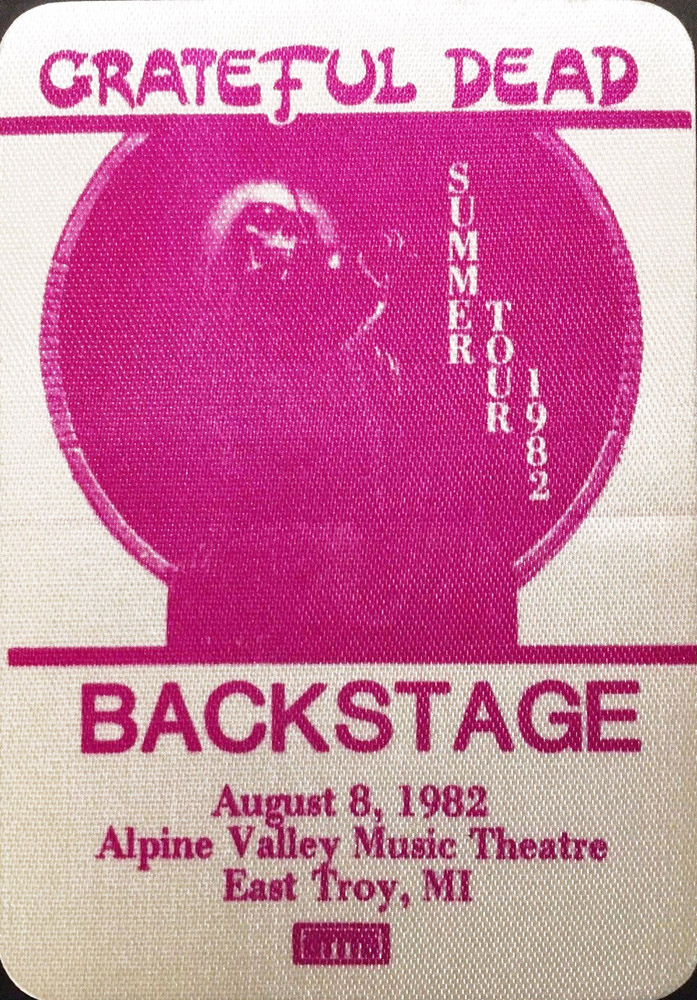 GRATEFUL DEAD
SUMMER
TOUR
1982
BACKSTAGE
August 8, 1982
Alpine Valley Music Theatre
East Troy, MI